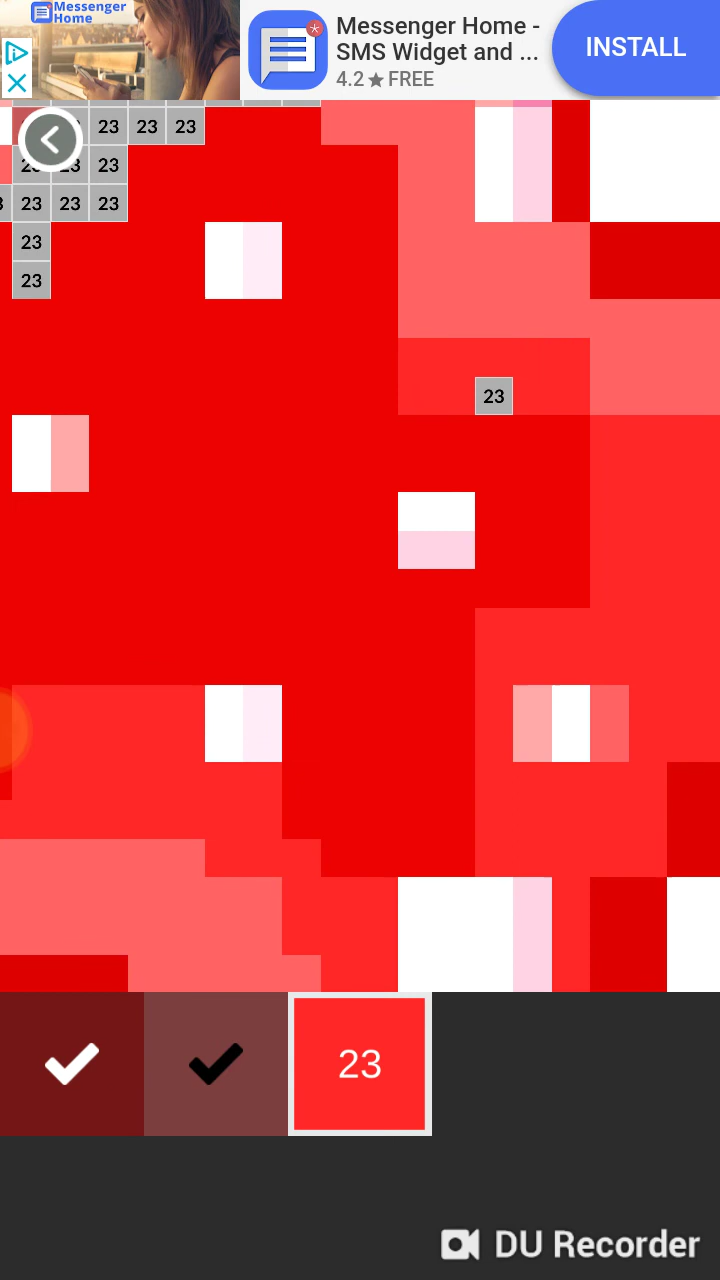 Messenger
Home
Messenger Home -
SMS Widget and ...
4.2 ★ FREE
INSTALL
23 23 23
23
23 23 23
23
23
23
23
DU Recorder